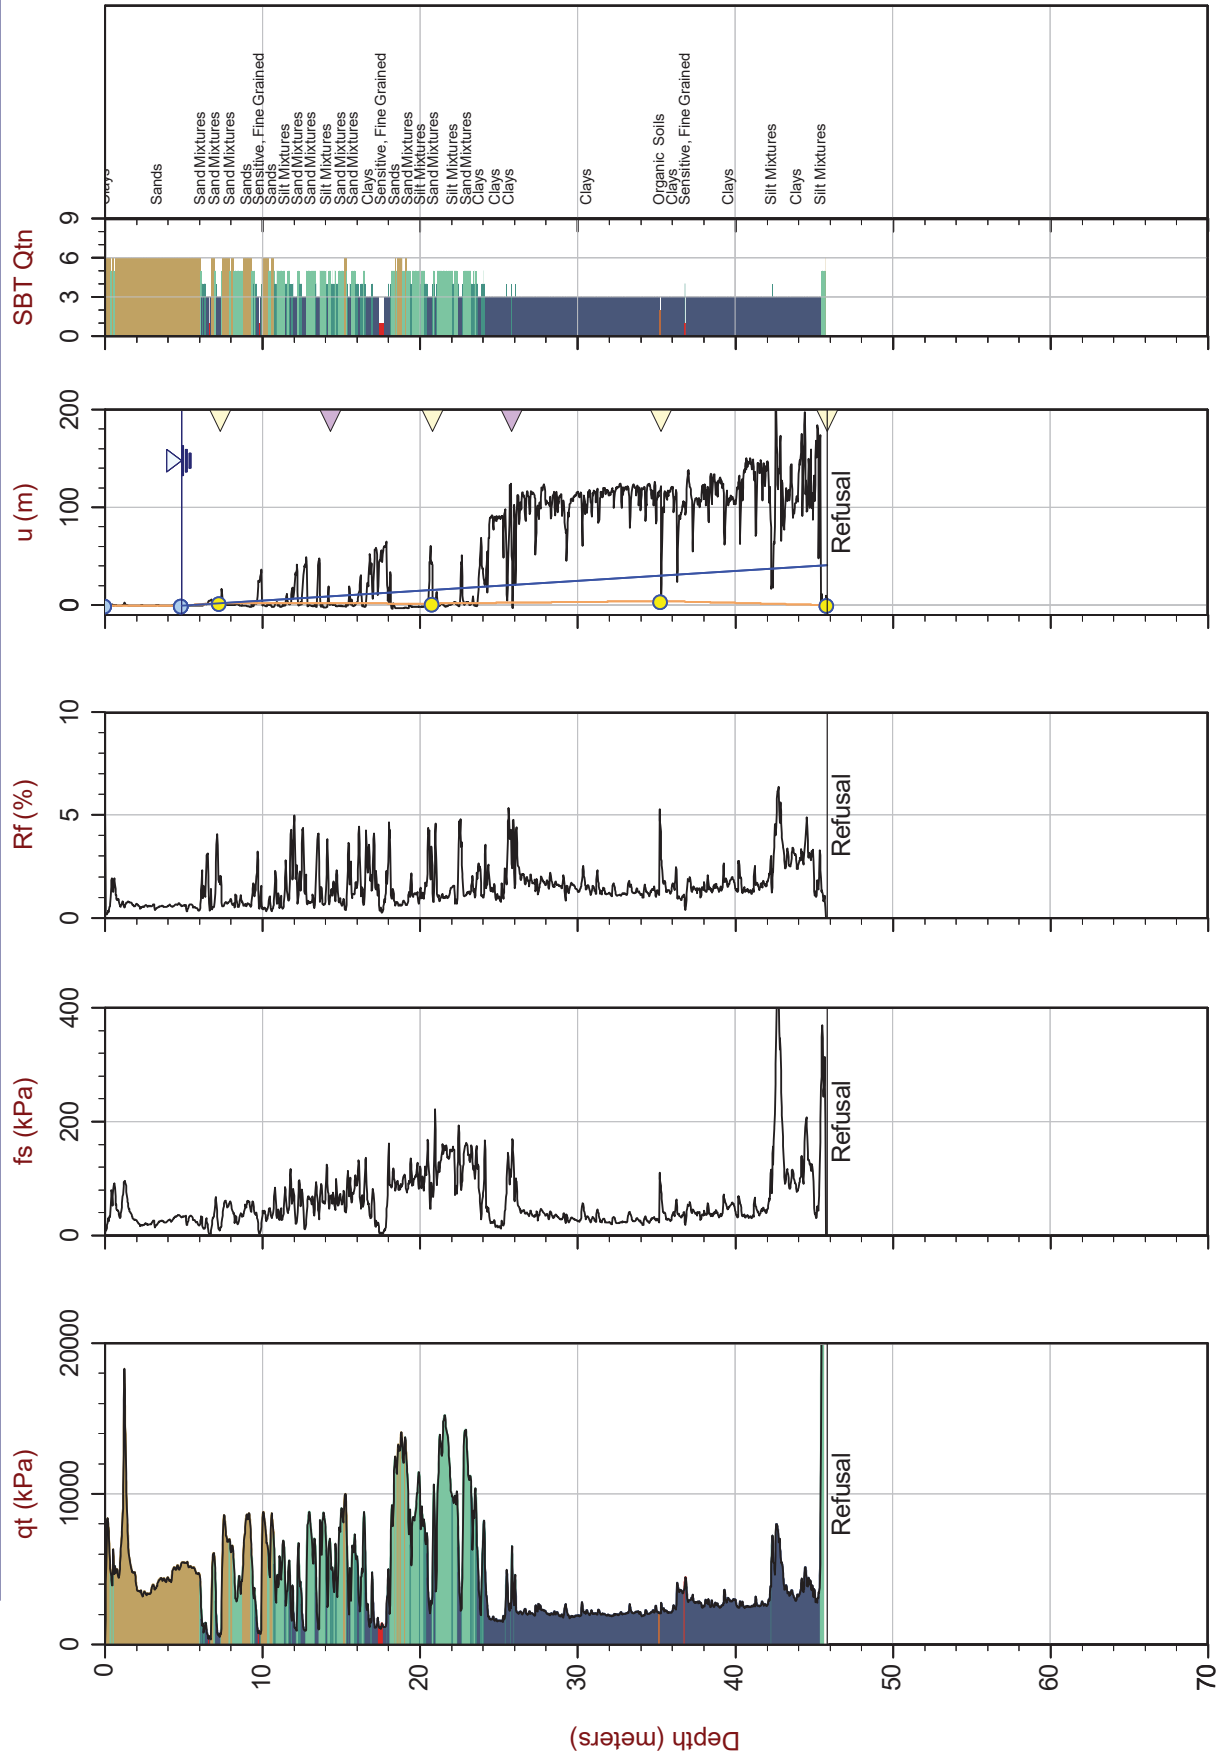 qt (kPa)
fs (kPa)
Rf (%)
u (m)
SBT Qtn
0 10000 20000
0 200 400
0 5 10
0 100 200
0 3 6 9
Depth (meters)
0
10
20
30
40
50
60
70
Refusal
Refusal
Refusal
Refusal
Clays
Sands
Sand Mixtures
Sand Mixtures
Sand Mixtures
Sands
Sensitive, Fine Grained
Sands
Silt Mixtures
Sand Mixtures
Sand Mixtures
Silt Mixtures
Sand Mixtures
Sand Mixtures
Clays
Sensitive, Fine Grained
Sands
Sand Mixtures
Silt Mixtures
Sand Mixtures
Silt Mixtures
Sand Mixtures
Clays
Clays
Clays
Clays
Organic Soils
Clays
Sensitive, Fine Grained
Clays
Silt Mixtures
Clays
Silt Mixtures